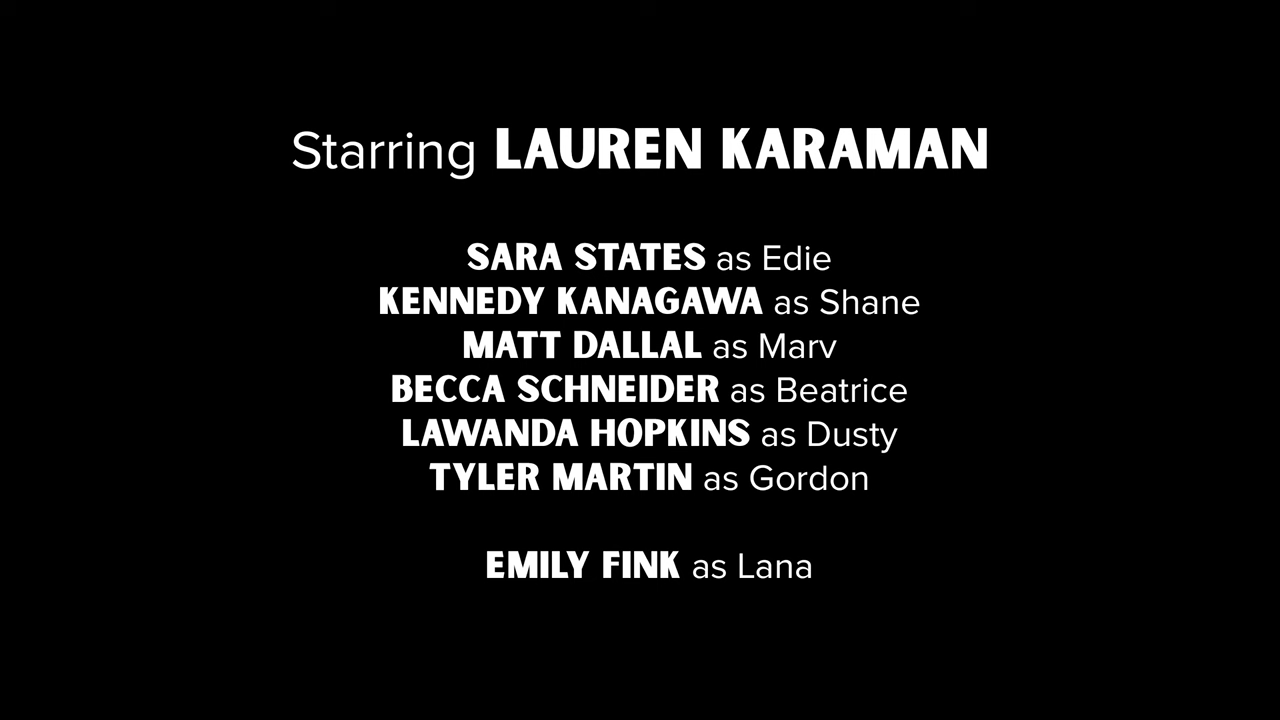 Starring LAUREN KARAMAN
SARA STATES as Edie
KENNEDY KANAGAWA as Shane
MATT DALLAL as Marv
BECCA SCHNEIDER as Beatrice
LAWANDA HOPKINS as Dusty
TYLER MARTIN as Gordon
EMILY FINK as Lana